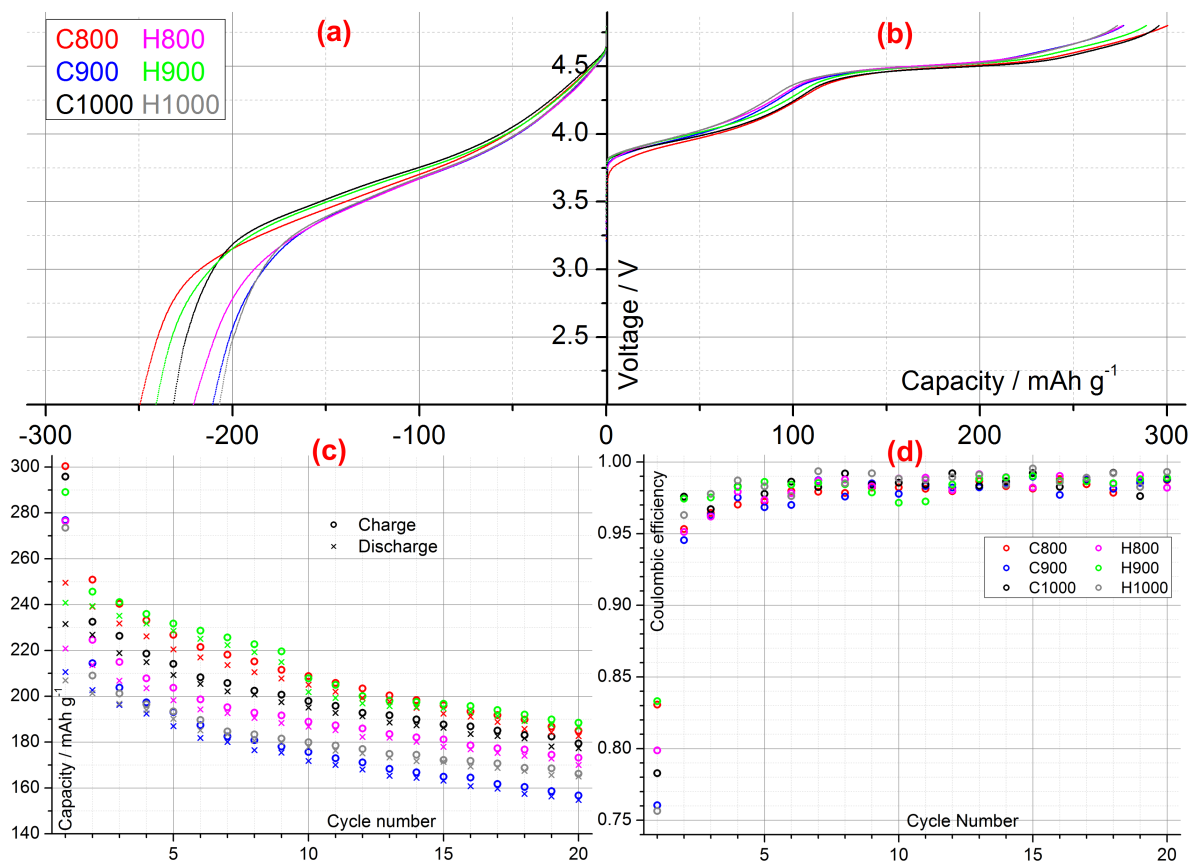 C800 H800
C900 H900
C1000 H1000
(a)
(b)
4.5
4.0
3.5
3.0
2.5
Voltage / V
Capacity / mAh g-1
-300 -200 -100 0 100 200 300
(c)
300
280
260
240
220
200
180
160
140
Capacity / mAh g-1
Charge
Discharge
Cycle number
5 10 15 20
(d)
1.00
0.95
0.90
0.85
0.80
0.75
Coulombic efficiency
C800 H800
C900 H900
C1000 H1000
Cycle Number
5 10 15 20